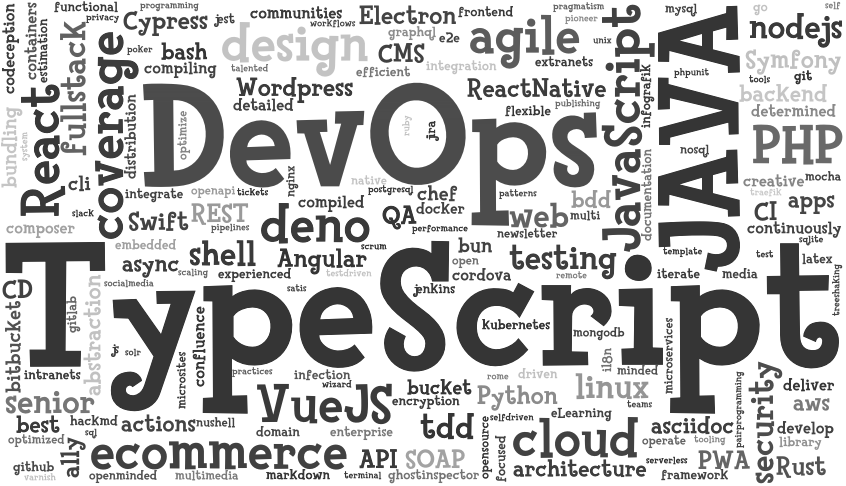 codeception
functional
privacy
programming
Cypress
jest
communities
workflows
Electron
frontend
pragmatism
pioneer
mysql
go
self
nodejs
containers
estimation
fullstack
poker
bash
compiling
design
talented
graphql
e2e
CMS
efficient
integration
agile
unix
extranets
JavaScript
infografik
JAVA
phpunit
Symfony
git
tools
backend
determined
React
coverage
distribution
Wordpress
detailed
ReactNative
flexible
publishing
bundling
system
DevOps
optimize
ruby
jra
PHP
nosql
creative
mocha
traefik
cli
integrate
openapi
tickets
nginx
native
postgresql
chef
docker
patterns
bdd
multi
documentation
CI
apps
continuously
sqlite
slack
composer
Swift
REST
pipelines
compiled
deno
QA
performance
web
newsletter
embedded
async
shell
scaling
experienced
Angular
scrum
testdriven
bun
open
cordova
testing
remote
template
iterate
media
test
latex
treeshaking
CD
bitbucket
gitlab
socialmedia
abstraction
TypeScript
satis
jenkins
Kubernetes
mongodb
microservices
js
solr
microsites
confluence
i18n
minded
intranets
practices
infection
wizard
bucket
encryption
rome
driven
Python
linux
teams
pairprogramming
security
deliver
aws
senior
best
optimized
hackmd
sql
actions
nushell
VueJS
domain
enterprise
tdd
opensource
selfdriven
focused
eLearning
cloud
architecture
asciidoc
operate
tooling
develop
library
github
varnish
a11y
openminded
ecommerce
multimedia
markdown
API
terminal
SOAP
ghostinspector
serverless
PWA
framework
Rust